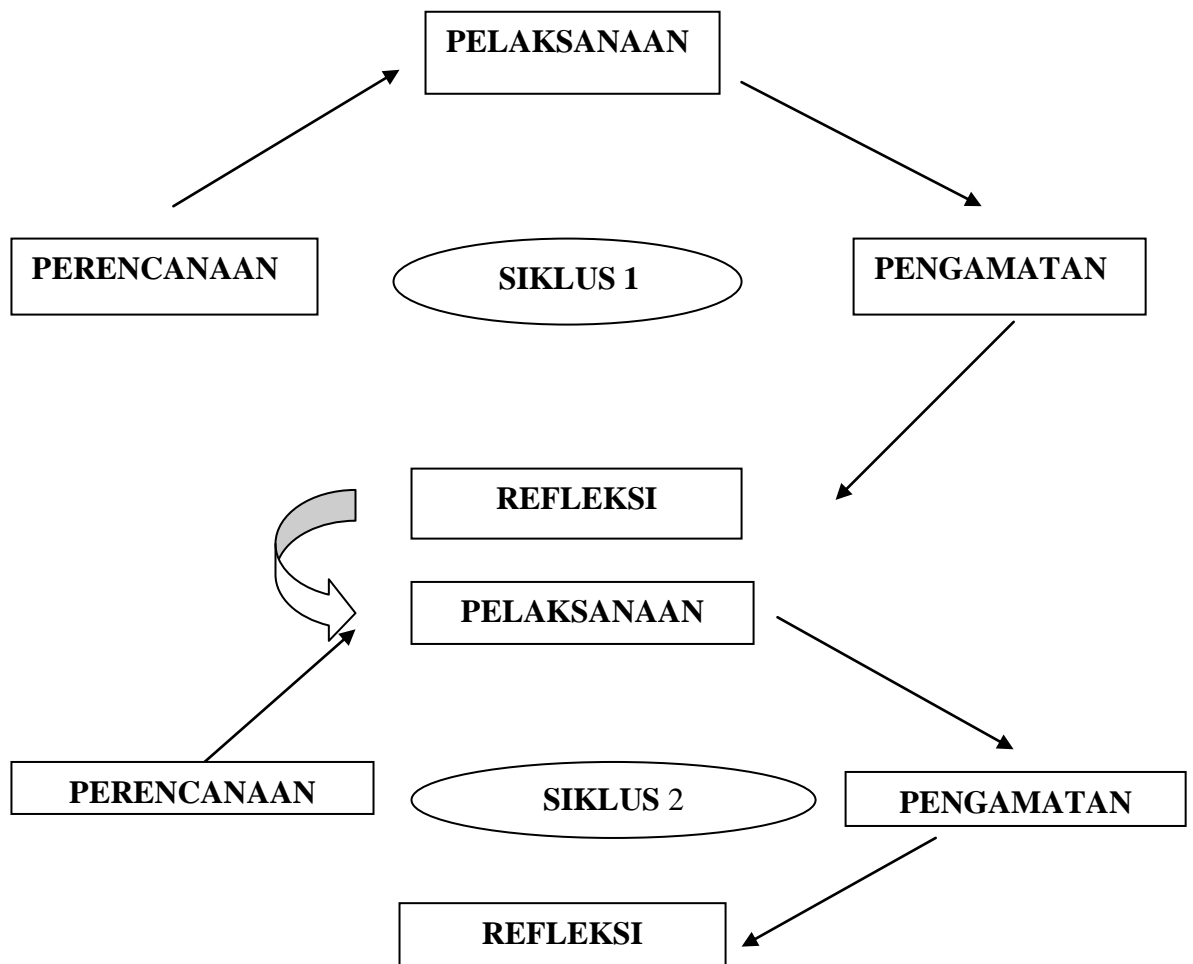 PELAKSANAAN
PERENCANAAN
SIKLUS 1
PENGAMATAN
REFLEKSI
PELAKSANAAN
PERENCANAAN
SIKLUS 2
PENGAMATAN
REFLEKSI